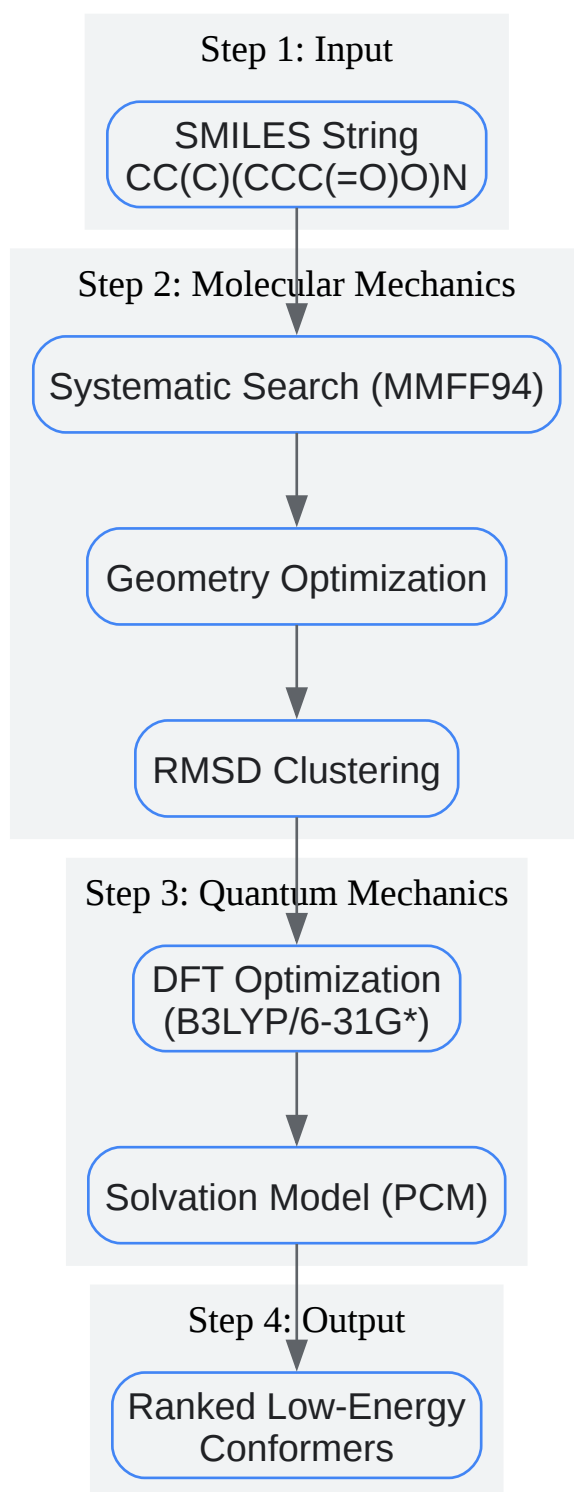 Step 1: Input
SMILES String
CC(C)(CCC(=O)O)N
Step 2: Molecular Mechanics
Systematic Search (MMFF94)
Geometry Optimization
RMSD Clustering
Step 3: Quantum Mechanics
DFT Optimization
(B3LYP/6-31G*)
Solvation Model (PCM)
Step 4: Output
Ranked Low-Energy
Conformers